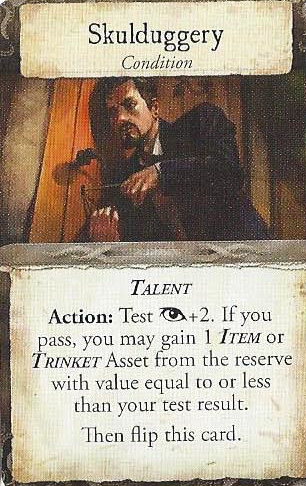 Skulduggery
Condition
TALENT
Action: Test +2. If you
pass, you may gain 1 ITEM or
TRINKET Asset from the reserve
with value equal to or less
than your test result.
Then flip this card.